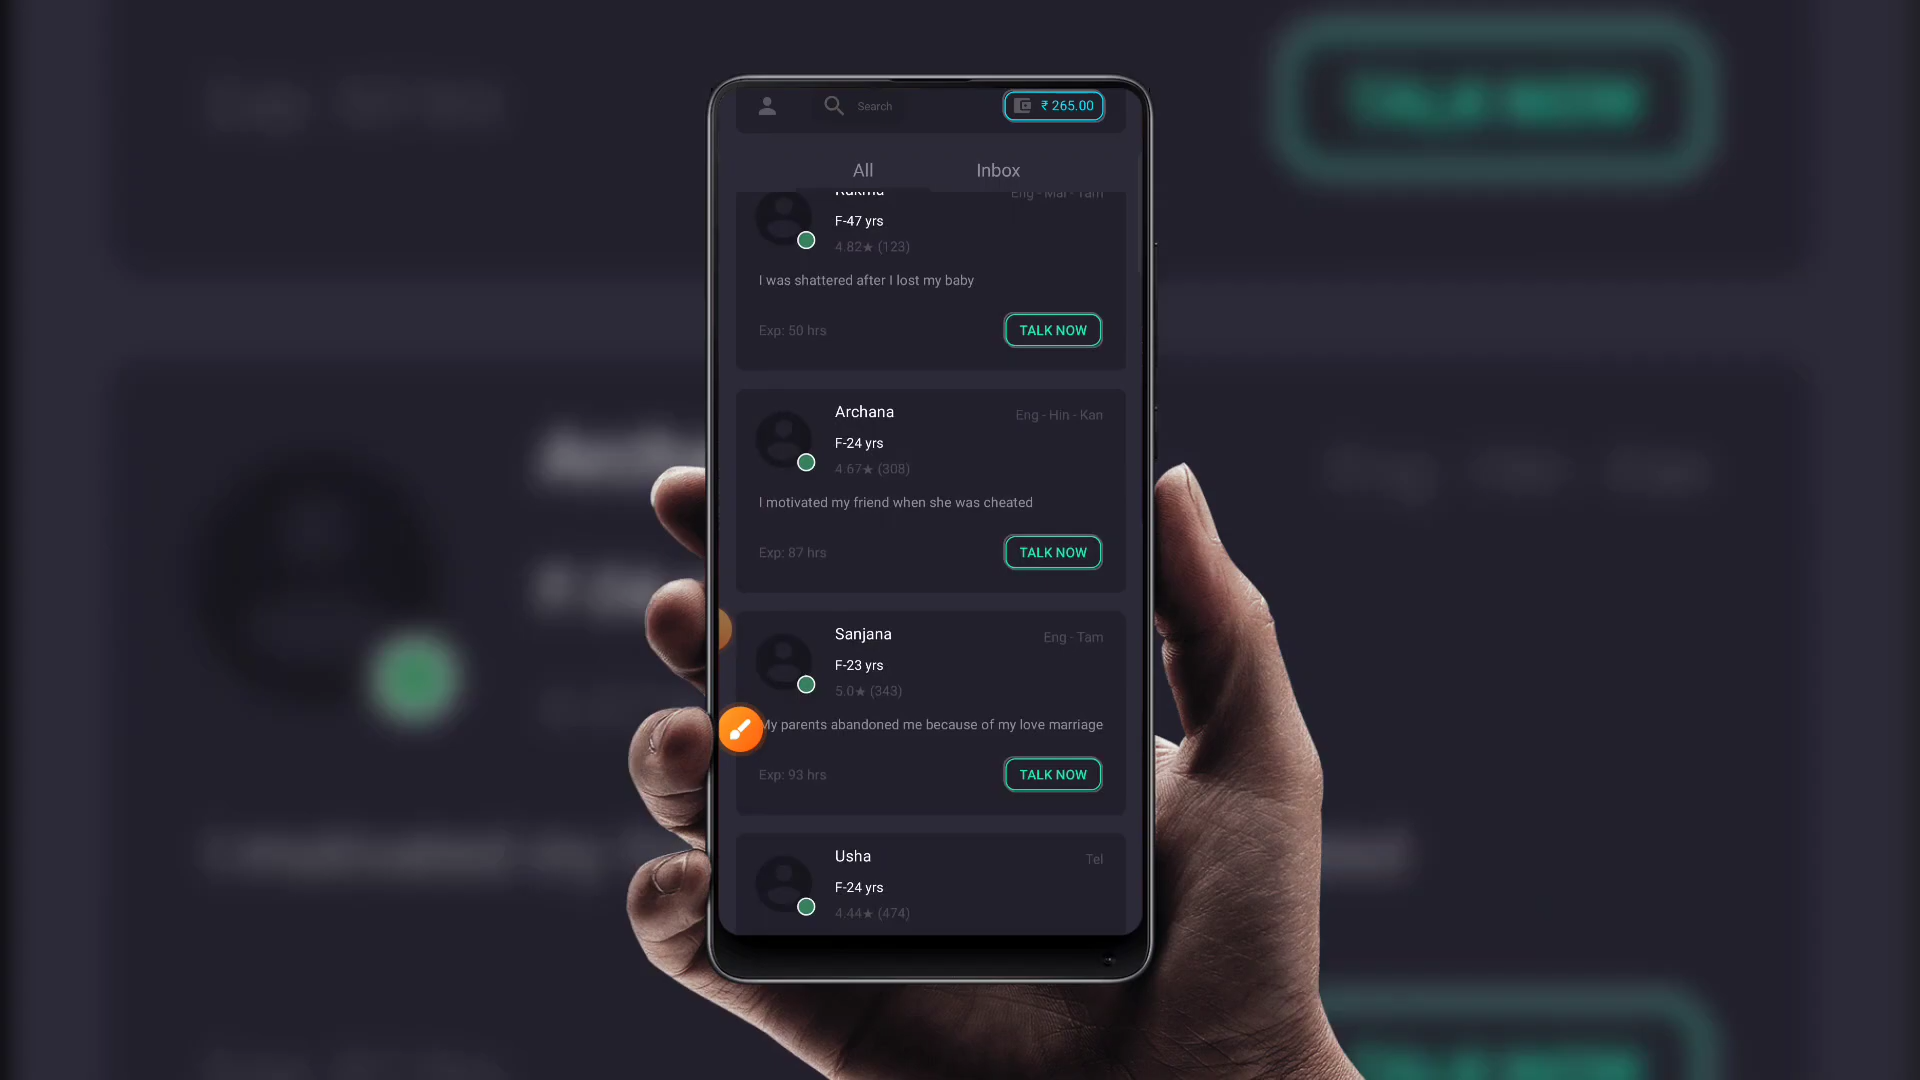 Search
₹ 265.00
All
Inbox
Rukma
Eng - Mal - Tam
F-47 yrs
4.82★ (123)
I was shattered after I lost my baby
Exp: 50 hrs
TALK NOW
Archana
Eng - Hin - Kan
F-24 yrs
4.67★ (308)
I motivated my friend when she was cheated
Exp: 87 hrs
TALK NOW
Sanjana
Eng - Tam
F-23 yrs
5.0★ (343)
My parents abandoned me because of my love marriage
Exp: 93 hrs
TALK NOW
Usha
Tel
F-24 yrs
4.44★ (474)